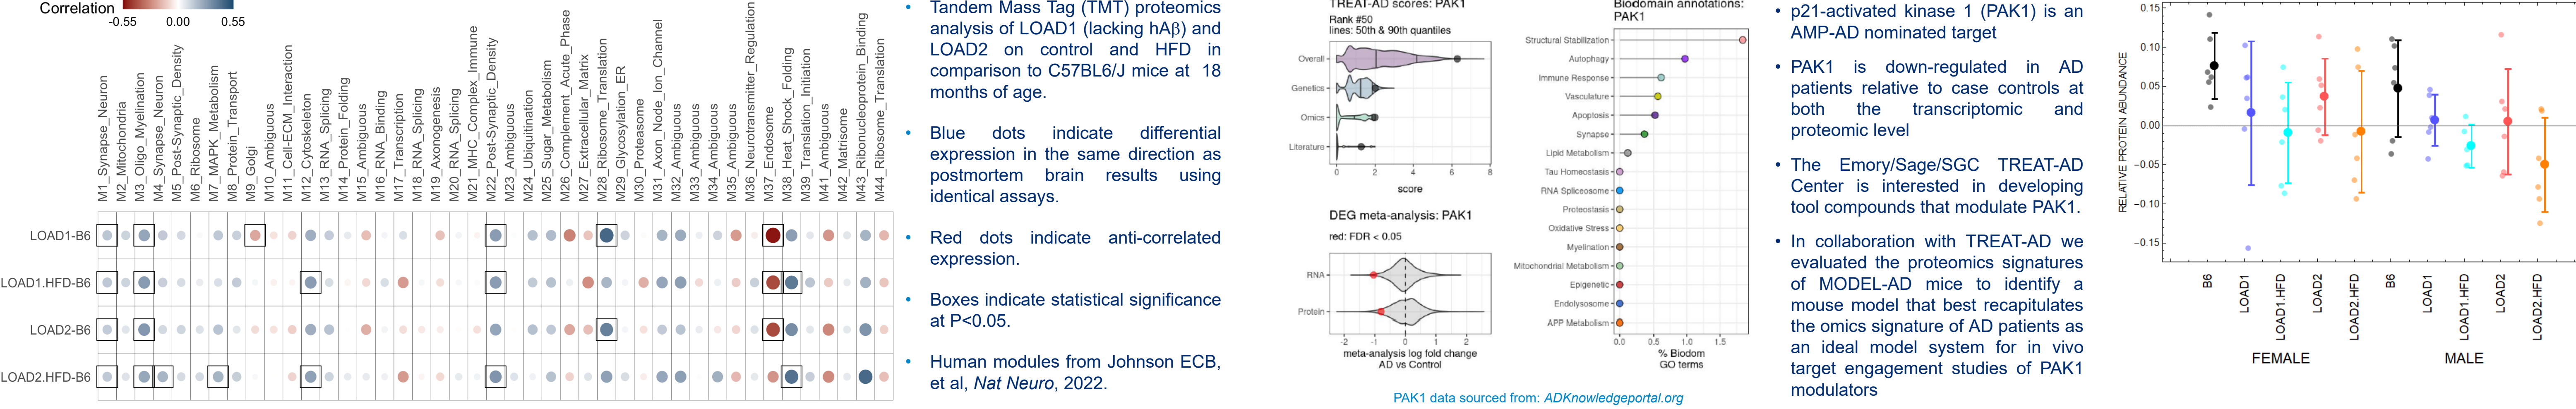 Correlation
-0.55 0.00 0.55
M1_Synapse_Neuron
M2_Mitochondria
M3_Oligo_Myelination
M4_Synapse_Neuron
M5_Post-Synaptic_Density
M6_Ribosome
M7_MAPK_Metabolism
M8_Protein_Transport
M9_Golgi
M10_Ambiguous
M11_Cell-ECM_Interaction
M12_Cytoskeleton
M13_RNA_Splicing
M14_Protein_Folding
M15_Ambiguous
M16_RNA_Binding
M17_Transcription
M18_RNA_Splicing
M19_Axonogenesis
M20_RNA_Splicing
M21_MHC_Complex_Immune
M22_Post-Synaptic_Density
M23_Ambiguous
M24_Ubiquitination
M25_Sugar_Metabolism
M26_Complement_Acute_Phase
M27_Extracellular_Matrix
M28_Ribosome_Translation
M29_Glycosylation_ER
M30_Proteasome
M31_Axon_Node_Ion_Channel
M32_Ambiguous
M33_Ambiguous
M34_Ambiguous
M35_Ambiguous
M36_Neurotransmitter_Regulation
M37_Endosome
M38_Heat_Shock_Folding
M39_Translation_Initiation
M41_Ambiguous
M42_Matrisome
M43_Ribonucleoprotein_Binding
M44_Ribosome_Translation
LOAD1-B6
LOAD1.HFD-B6
LOAD2-B6
LOAD2.HFD-B6
• Tandem Mass Tag (TMT) proteomics
analysis of LOAD1 (lacking hAβ) and
LOAD2 on control and HFD in
comparison to C57BL6/J mice at 18
months of age.
• Blue dots indicate differential
expression in the same direction as
postmortem brain results using
identical assays.
• Red dots indicate anti-correlated
expression.
• Boxes indicate statistical significance
at P<0.05.
• Human modules from Johnson ECB,
et al, Nat Neuro, 2022.
TREAT-AD scores: PAK1
Rank #50
lines: 50th & 90th quantiles
Overall
Genetics
Omics
Literature
0 2 4 6 8
score
DEG meta-analysis: PAK1
red: FDR < 0.05
RNA
Protein
-2 -1 0 1 2
meta-analysis log fold change
AD vs Control
Biodomain annotations:
PAK1
Structural Stabilization
Autophagy
Immune Response
Vasculature
Apoptosis
Synapse
Lipid Metabolism
Tau Homeostasis
RNA Spliceosome
Proteostasis
Oxidative Stress
Myelination
Mitochondrial Metabolism
Epigenetic
Endolysosome
APP Metabolism
0.0 0.5 1.0 1.5
% Biodom
GO terms
PAK1 data sourced from: ADKnowledgeportal.org
• p21-activated kinase 1 (PAK1) is an
AMP-AD nominated target
• PAK1 is down-regulated in AD
patients relative to case controls at
both the transcriptomic and
proteomic level
• The Emory/Sage/SGC TREAT-AD
Center is interested in developing
tool compounds that modulate PAK1.
• In collaboration with TREAT-AD we
evaluated the proteomics signatures
of MODEL-AD mice to identify a
mouse model that best recapitulates
the omics signature of AD patients as
an ideal model system for in vivo
target engagement studies of PAK1
modulators
RELATIVE PROTEIN ABUNDANCE
0.15
0.10
0.05
0.00
−0.05
−0.10
−0.15
B6
LOAD1
LOAD1.HFD
LOAD2
LOAD2.HFD
B6
LOAD1
LOAD1.HFD
LOAD2
LOAD2.HFD
FEMALE MALE